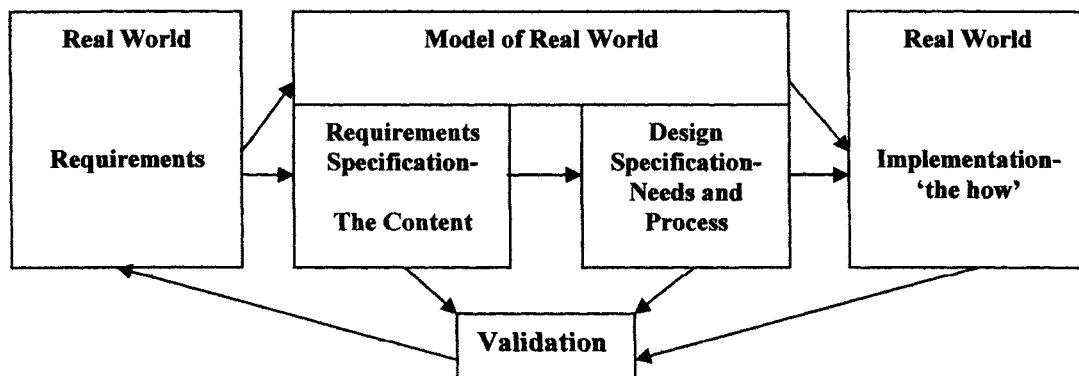 Real World
Requirements
Model of Real World
Requirements
Specification-
The Content
Design
Specification-
Needs and
Process
Real World
Implementation-
‘the how’
Validation